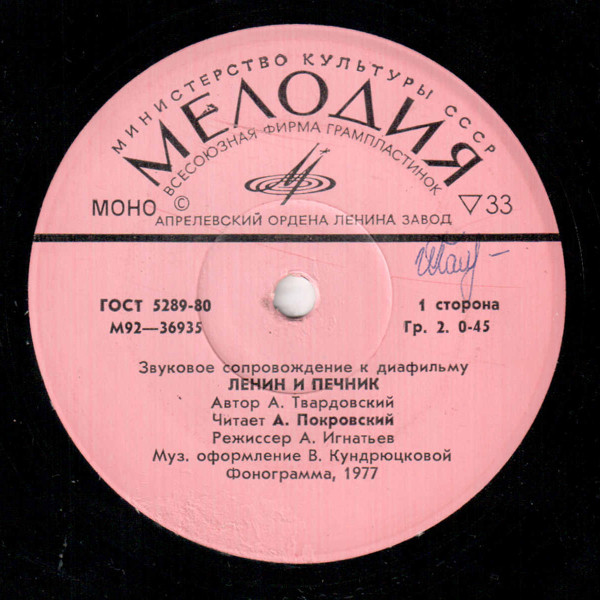 МИНИСТЕРСТВО КУЛЬТУРЫ СССР
МЕЛОДИЯ
ВСЕСОЮЗНАЯ ФИРМА ГРАМПЛАСТИНОК
МОНО © ▽ 33
АПРЕЛЕВСКИЙ ОРДЕНА ЛЕНИНА ЗАВОД
ГОСТ 5289-80 1 сторона
М92—36935 Гр. 2. 0-45
Звуковое сопровождение к диафильму
ЛЕНИН И ПЕЧНИК
Автор А. Твардовский
Читает А. Покровский
Режиссер А. Игнатьев
Муз. оформление В. Кундрюцковой
Фонограмма, 1977